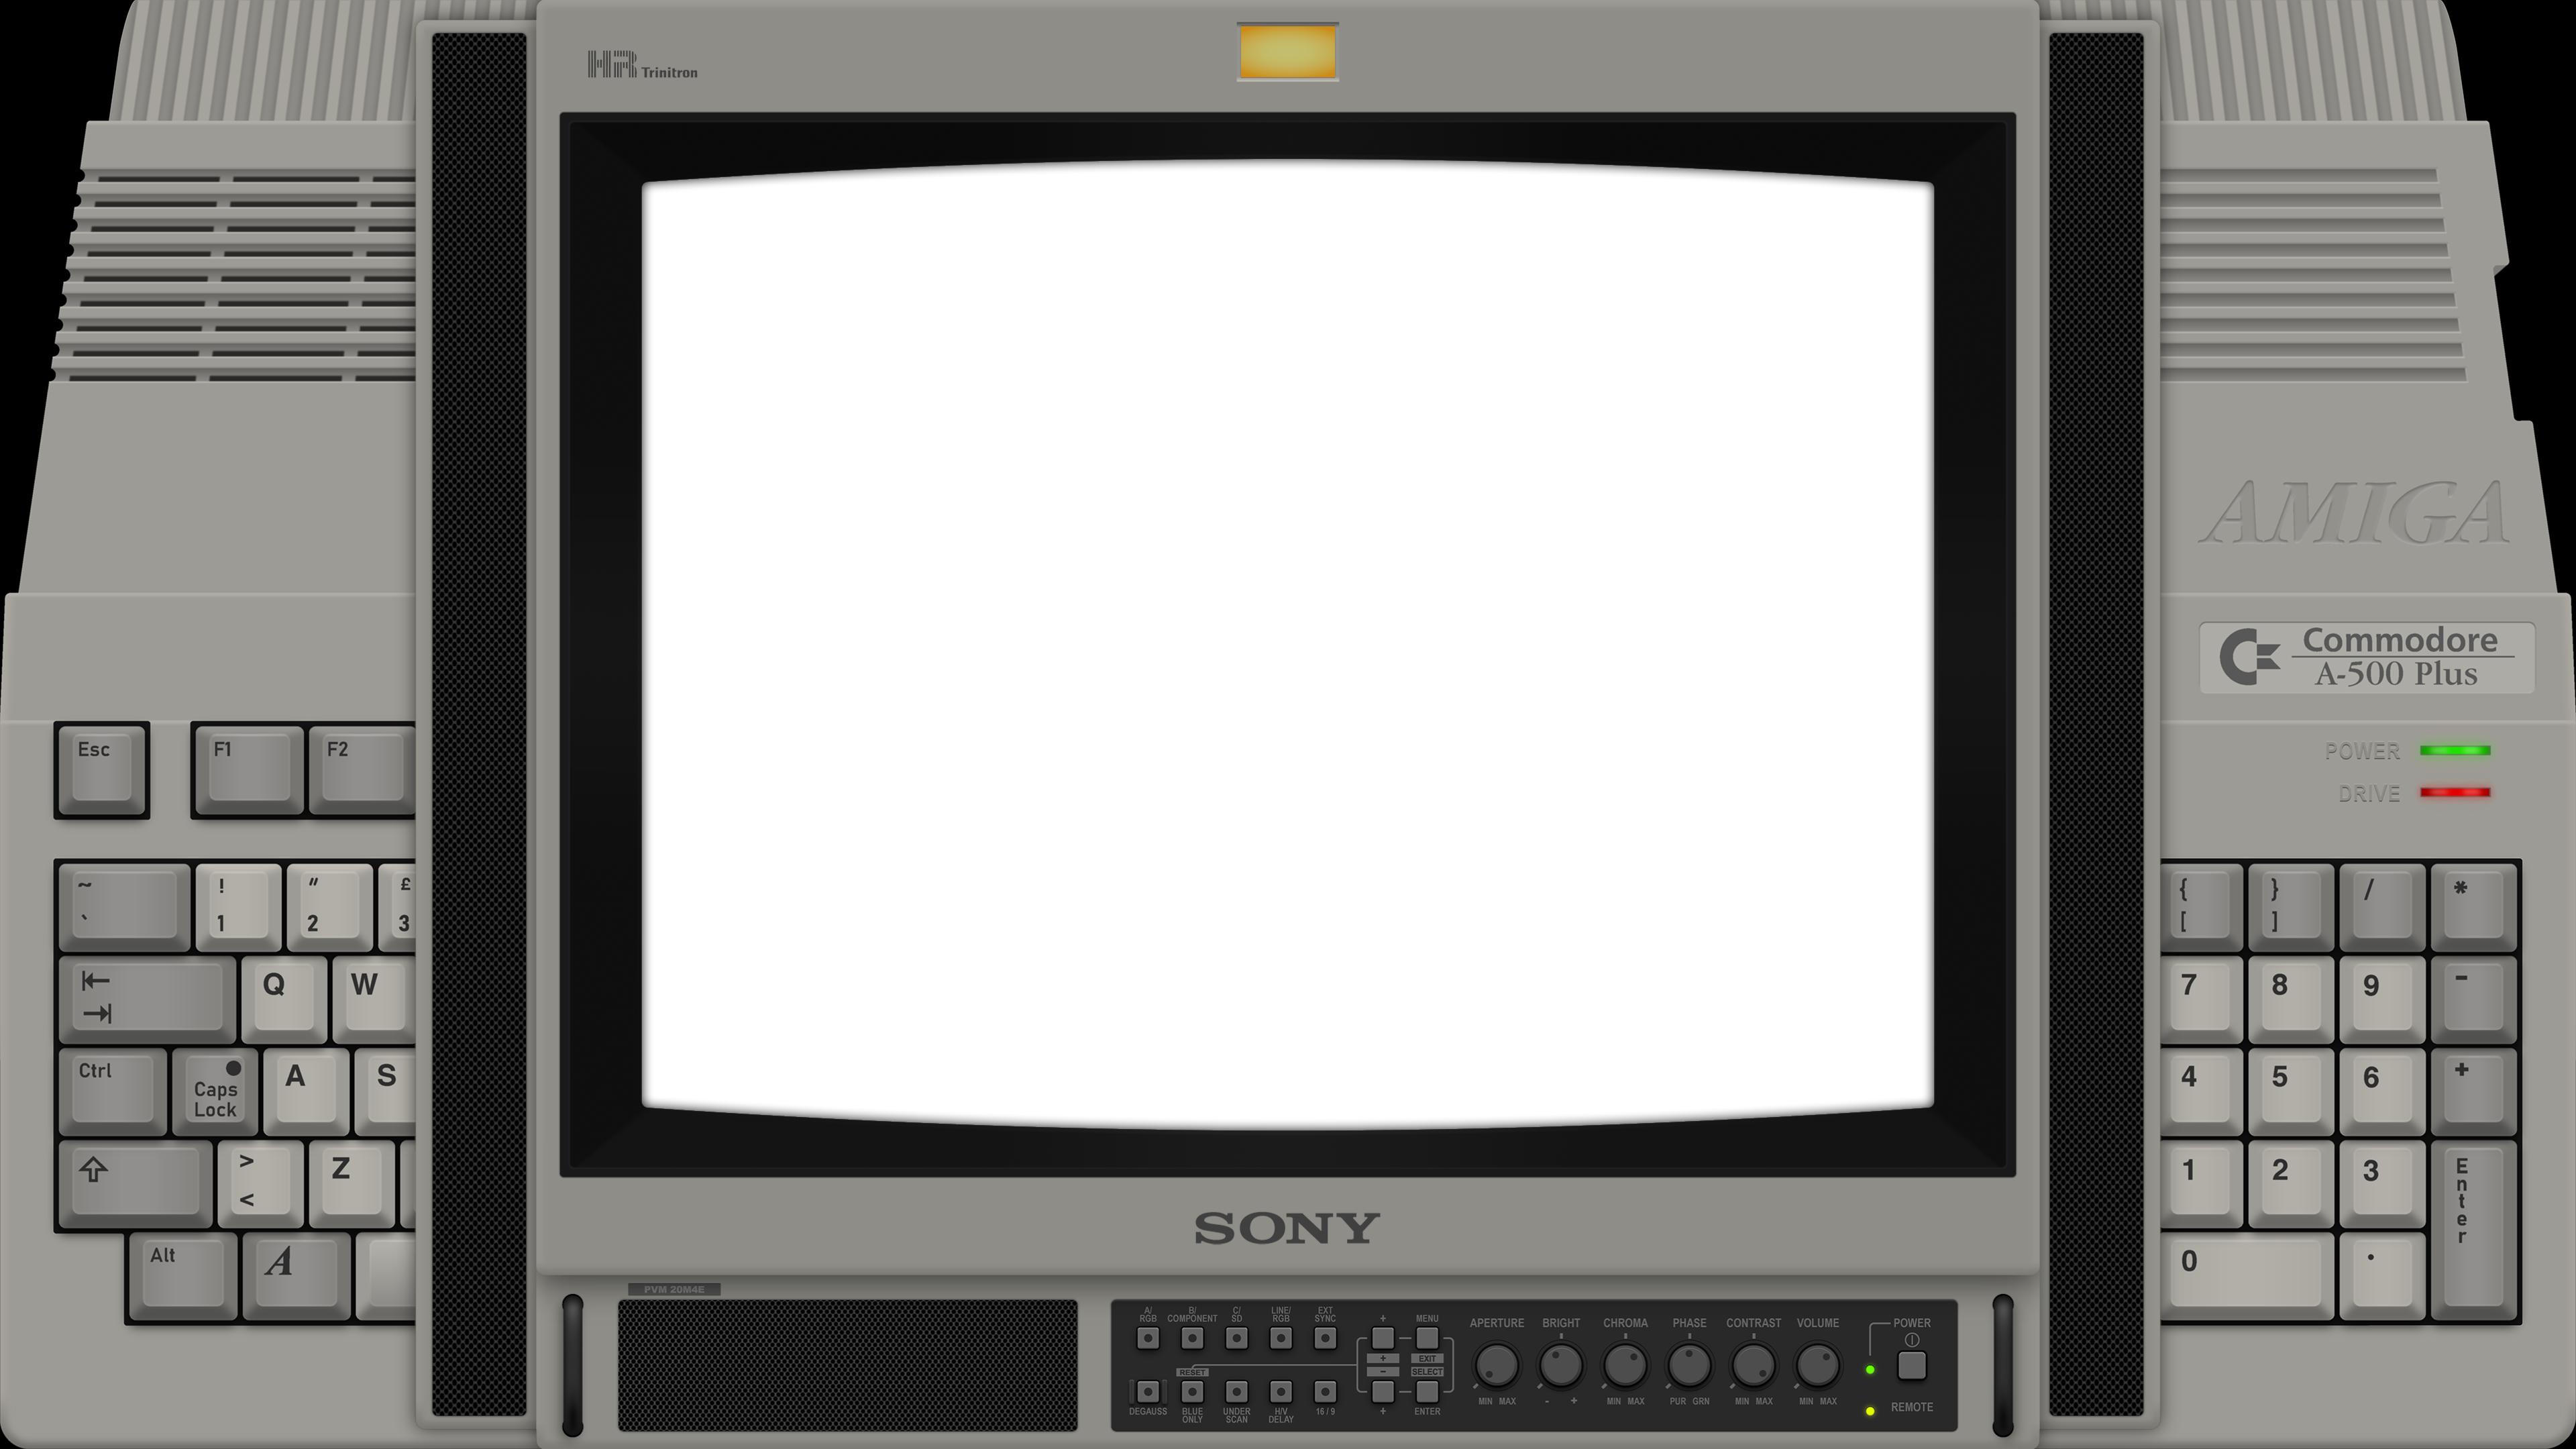 HR Trinitron
AMIGA
Commodore
A-500 Plus
POWER
DRIVE
Esc
F1
F2
~
`
!
1
"
2
£
3
Q
W
Ctrl
Caps
Lock
A
S
>
<
Z
Alt
A
{
[
}
]
/
*
7
8
9
-
4
5
6
+
1
2
3
Enter
0
.
SONY
PVM 20M4E
A/
RGB
B/
COMPONENT
C/
SD
LINE/
RGB
EXT
SYNC
+
MENU
+
EXIT
-
SELECT
RESET
DEGAUSS
BLUE
ONLY
UNDER
SCAN
H/V
DELAY
16/9
+
ENTER
APERTURE
BRIGHT
CHROMA
PHASE
CONTRAST
VOLUME
MIN MAX
- +
MIN MAX
PUR GRN
MIN MAX
MIN MAX
POWER
REMOTE